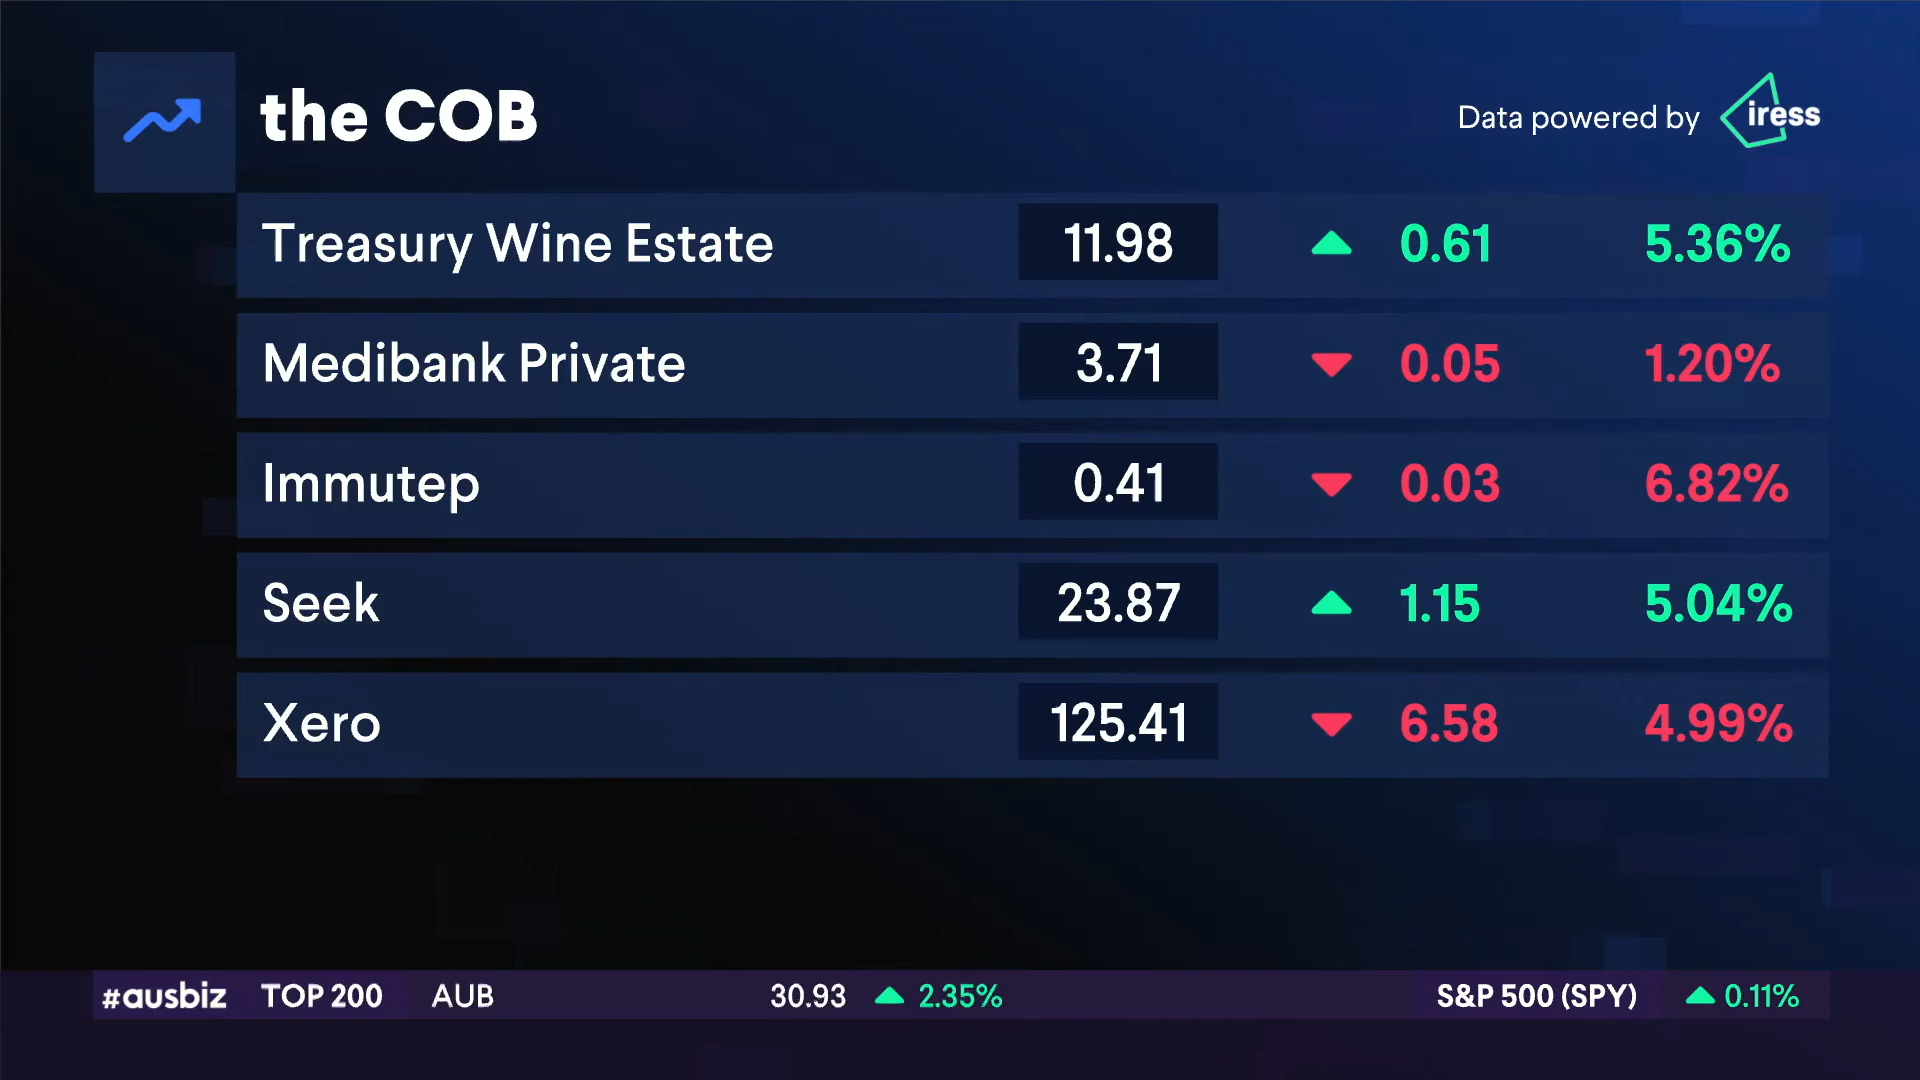 the COB
Data powered by iress
Treasury Wine Estate 11.98 ▲ 0.61 5.36%
Medibank Private 3.71 ▼ 0.05 1.20%
Immutep 0.41 ▼ 0.03 6.82%
Seek 23.87 ▲ 1.15 5.04%
Xero 125.41 ▼ 6.58 4.99%
#ausbiz TOP 200 AUB 30.93 ▲ 2.35% S&P 500 (SPY) ▲ 0.11%